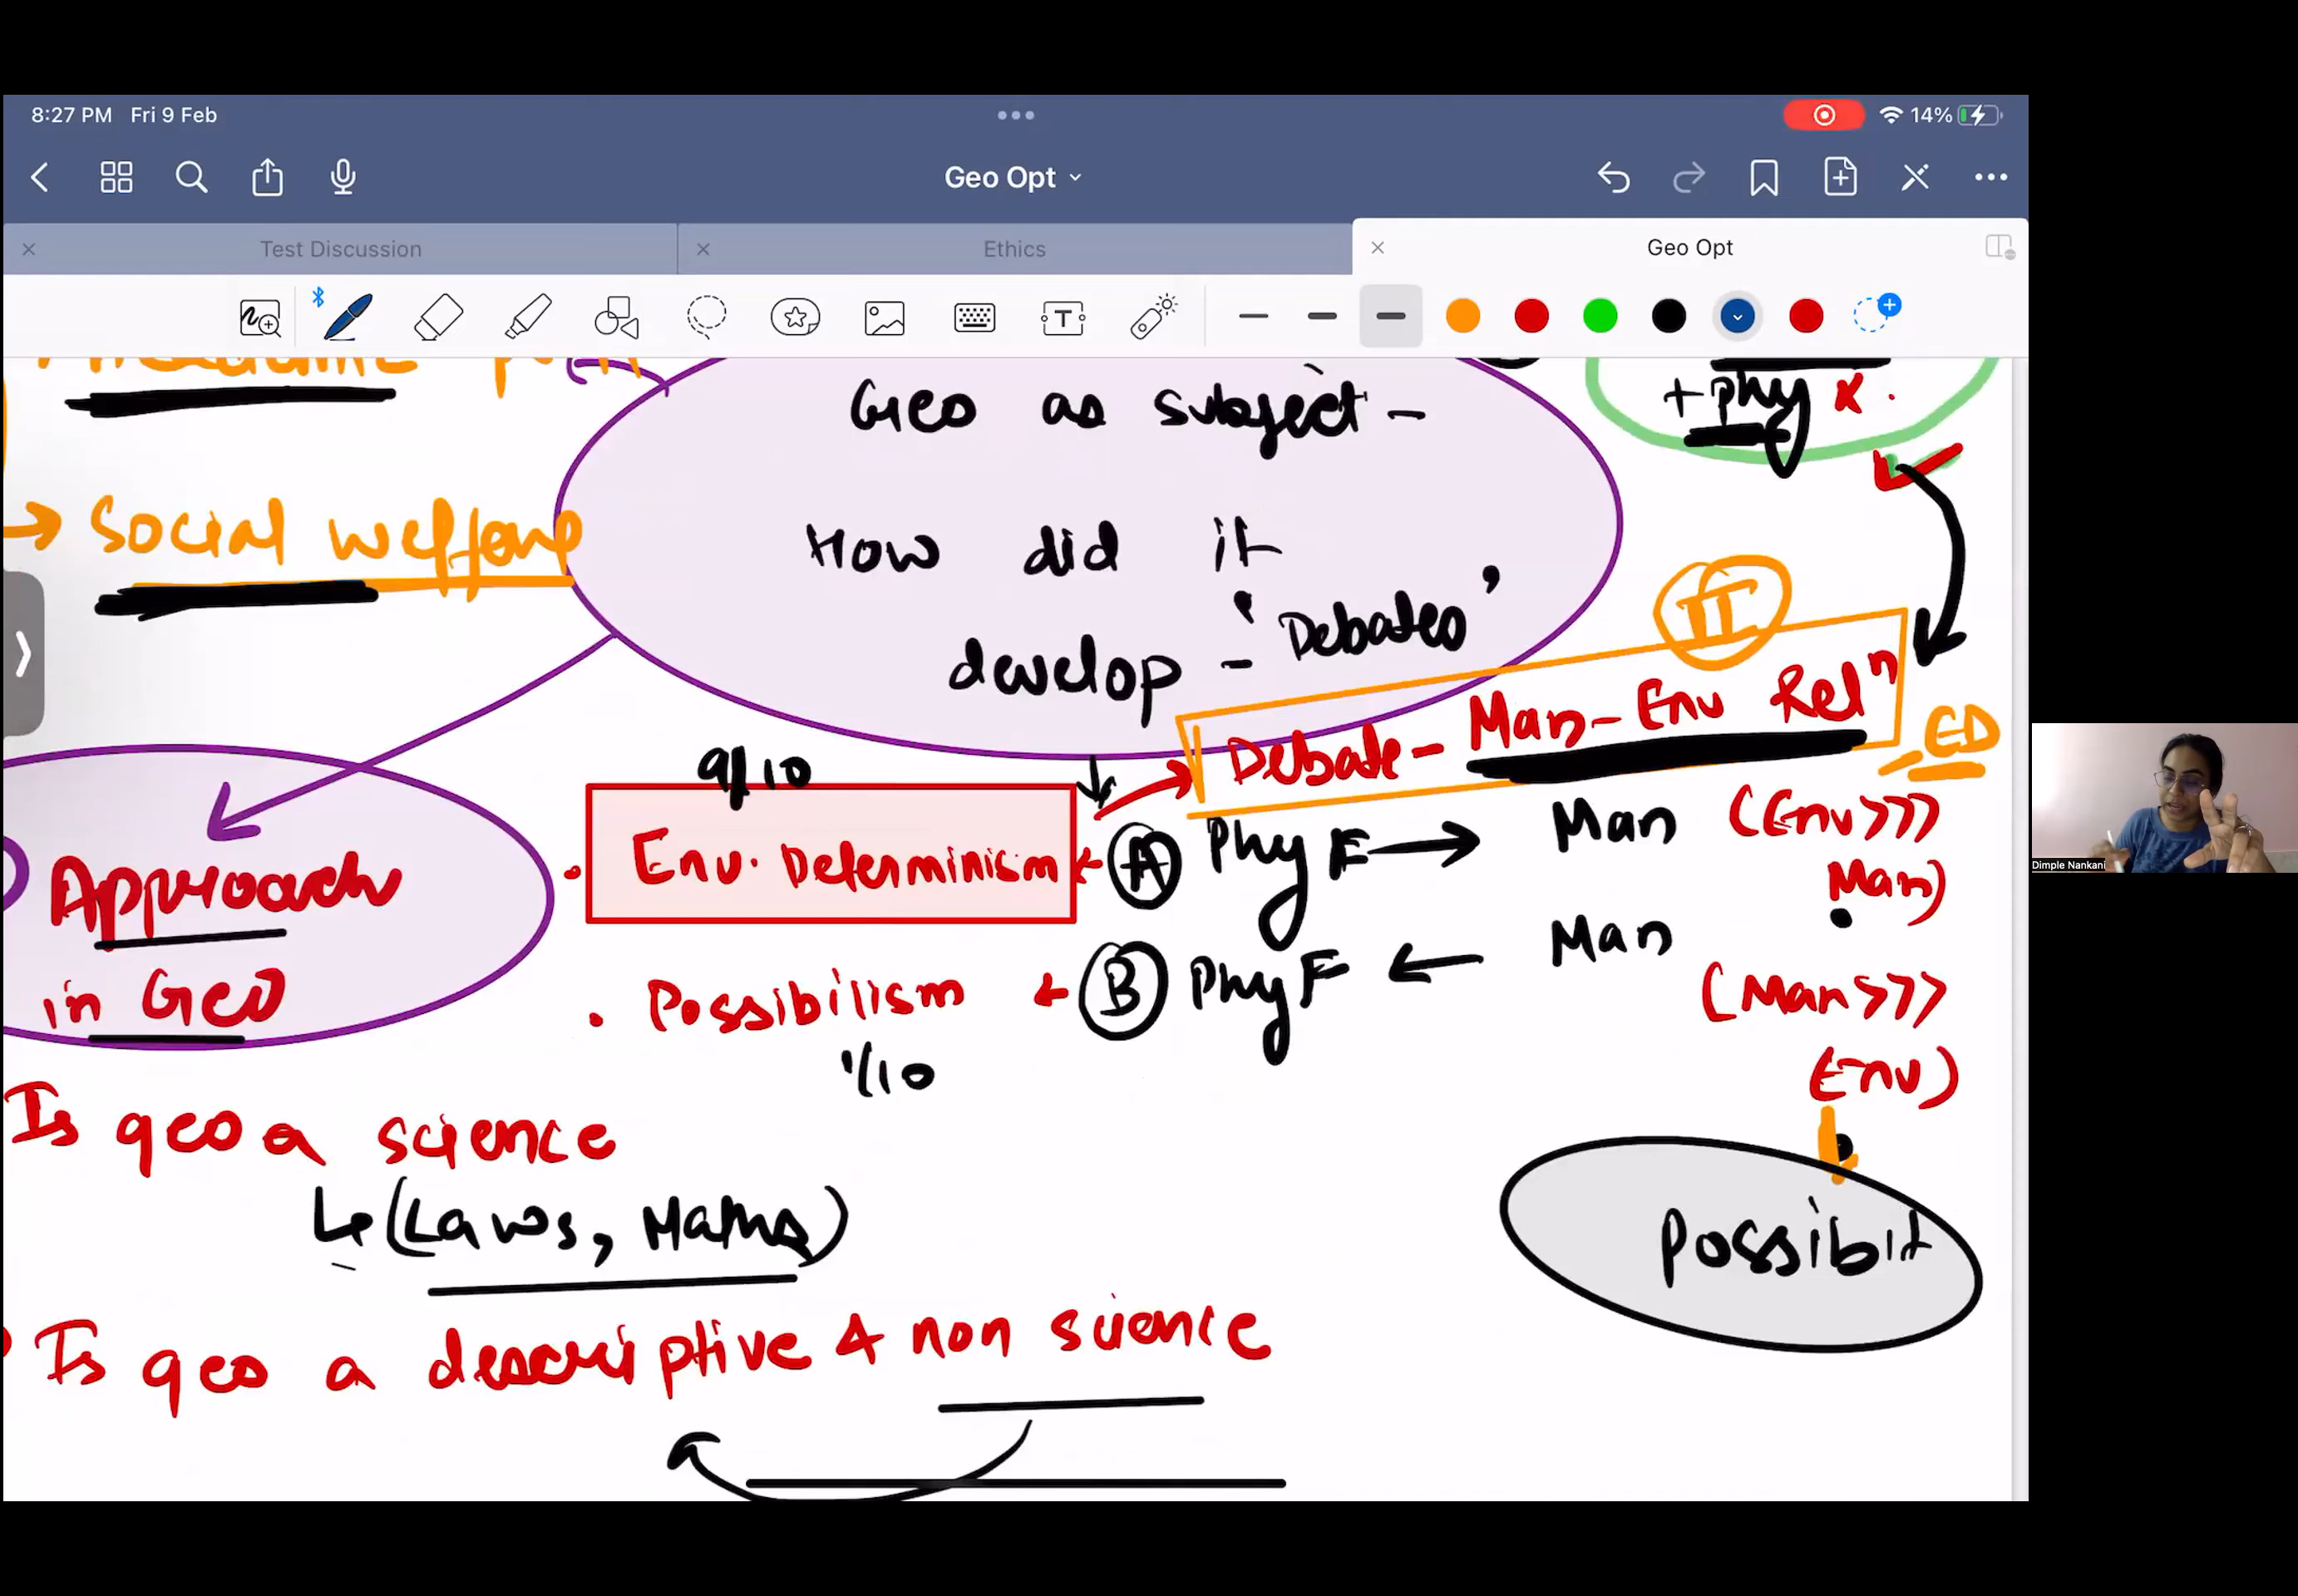 8:27 PM Fri 9 Feb
14%
Geo Opt
Test Discussion
Ethics
Geo Opt
T
+ phy x
Geo as subject -
→ Social welfare
How did it
develop - 'Debates'
II
Debate - Man - Env Relⁿ
ED
9/10
Env. Determinism
A Phy F → Man (Env >>> Man)
Approach
in Geo
B Phy F ← Man (Man >>> Env)
Possibilism
1/10
Is geo a science
(Laws, Maths)
Possibit
Is geo a descriptive & non science
Dimple Nankani